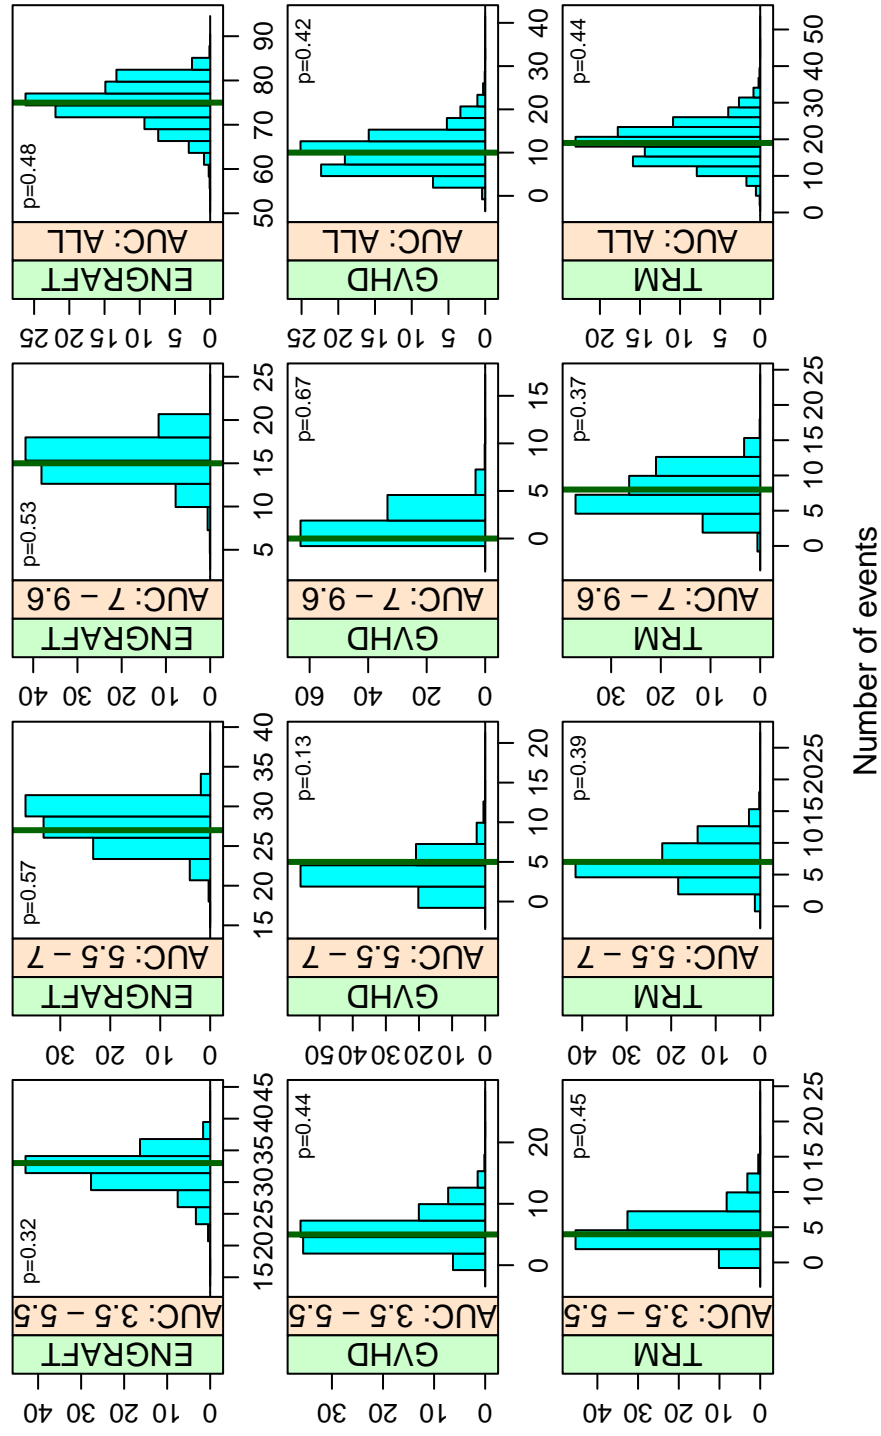 ENGRAFT
AUC: 3.5 – 5.5
p=0.32
0 10 20 30 40
15 20 25 30 35 40 45
ENGRAFT
AUC: 5.5 – 7
p=0.57
0 10 20 30
15 20 25 30 35 40
ENGRAFT
AUC: 7 – 9.6
p=0.53
0 10 20 30 40
5 10 15 20 25
ENGRAFT
AUC: ALL
p=0.48
0 5 10 15 20 25
50 60 70 80 90
GVHD
AUC: 3.5 – 5.5
p=0.44
0 10 20 30
0 10 20
GVHD
AUC: 5.5 – 7
p=0.13
0 10 20 30 40 50
0 5 10 15 20
GVHD
AUC: 7 – 9.6
p=0.67
0 20 40 60
0 5 10 15
GVHD
AUC: ALL
p=0.42
0 5 10 15 20 25
0 10 20 30 40
TRM
AUC: 3.5 – 5.5
p=0.45
0 10 20 30 40
0 5 10 15 20 25
TRM
AUC: 5.5 – 7
p=0.39
0 10 20 30 40
0 5 10 15 20 25
TRM
AUC: 7 – 9.6
p=0.37
0 10 20 30
0 5 10 15 20 25
TRM
AUC: ALL
p=0.44
0 5 10 15 20
0 10 20 30 40 50
Number of events